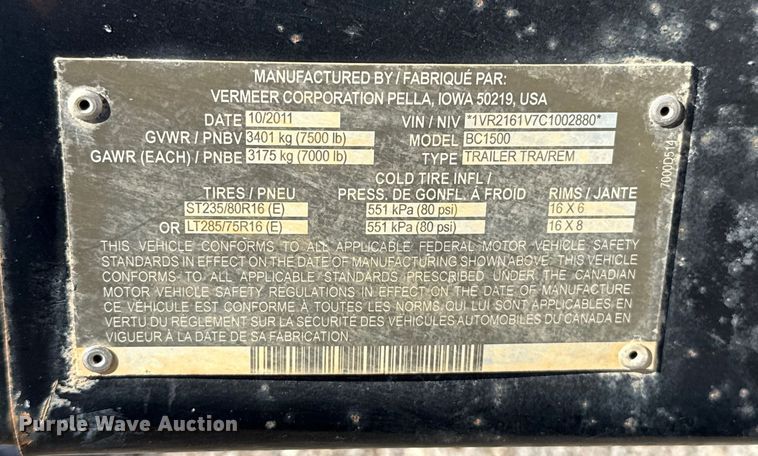 MANUFACTURED BY / FABRIQUÉ PAR:
VERMEER CORPORATION PELLA, IOWA 50219, USA
DATE 10/2011 VIN / NIV *1VR2161V7C1002880*
GVWR / PNBV 3401 kg (7500 lb) MODEL BC1500
GAWR (EACH) / PNBE 3175 kg (7000 lb) TYPE TRAILER TRA/REM
COLD TIRE INFL /
TIRES / PNEU PRESS. DE GONFL. Á FROID RIMS / JANTE
ST235/80R16 (E) 551 kPa (80 psi) 16 X 6
OR LT285/75R16 (E) 551 kPa (80 psi) 16 X 8
THIS VEHICLE CONFORMS TO ALL APPLICABLE FEDERAL MOTOR VEHICLE SAFETY
STANDARDS IN EFFECT ON THE DATE OF MANUFACTURING SHOWN ABOVE. THIS VEHICLE
CONFORMS TO ALL APPLICABLE STANDARDS PRESCRIBED UNDER THE CANADIAN
MOTOR VEHICLE SAFETY REGULATIONS IN EFFECT ON THE DATE OF MANUFACTURE.
CE VÉHICULE EST CONFORME À TOUTES LES NORMS QUI LUI SONT APPLICABLES EN
VERTU DU RÈGLEMENT SUR LA SÉCURITÉ DES VÉHICULES AUTOMOBILES DU CANADA EN
VIGUEUR À LA DATE DE SA FABRICATION.
7000D514
Purple Wave Auction